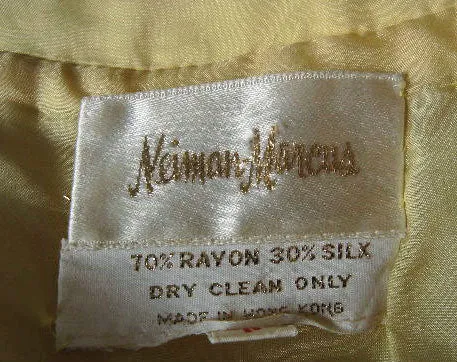 Neiman-Marcus
70% RAYON 30% SILK
DRY CLEAN ONLY
MADE IN HONG KONG